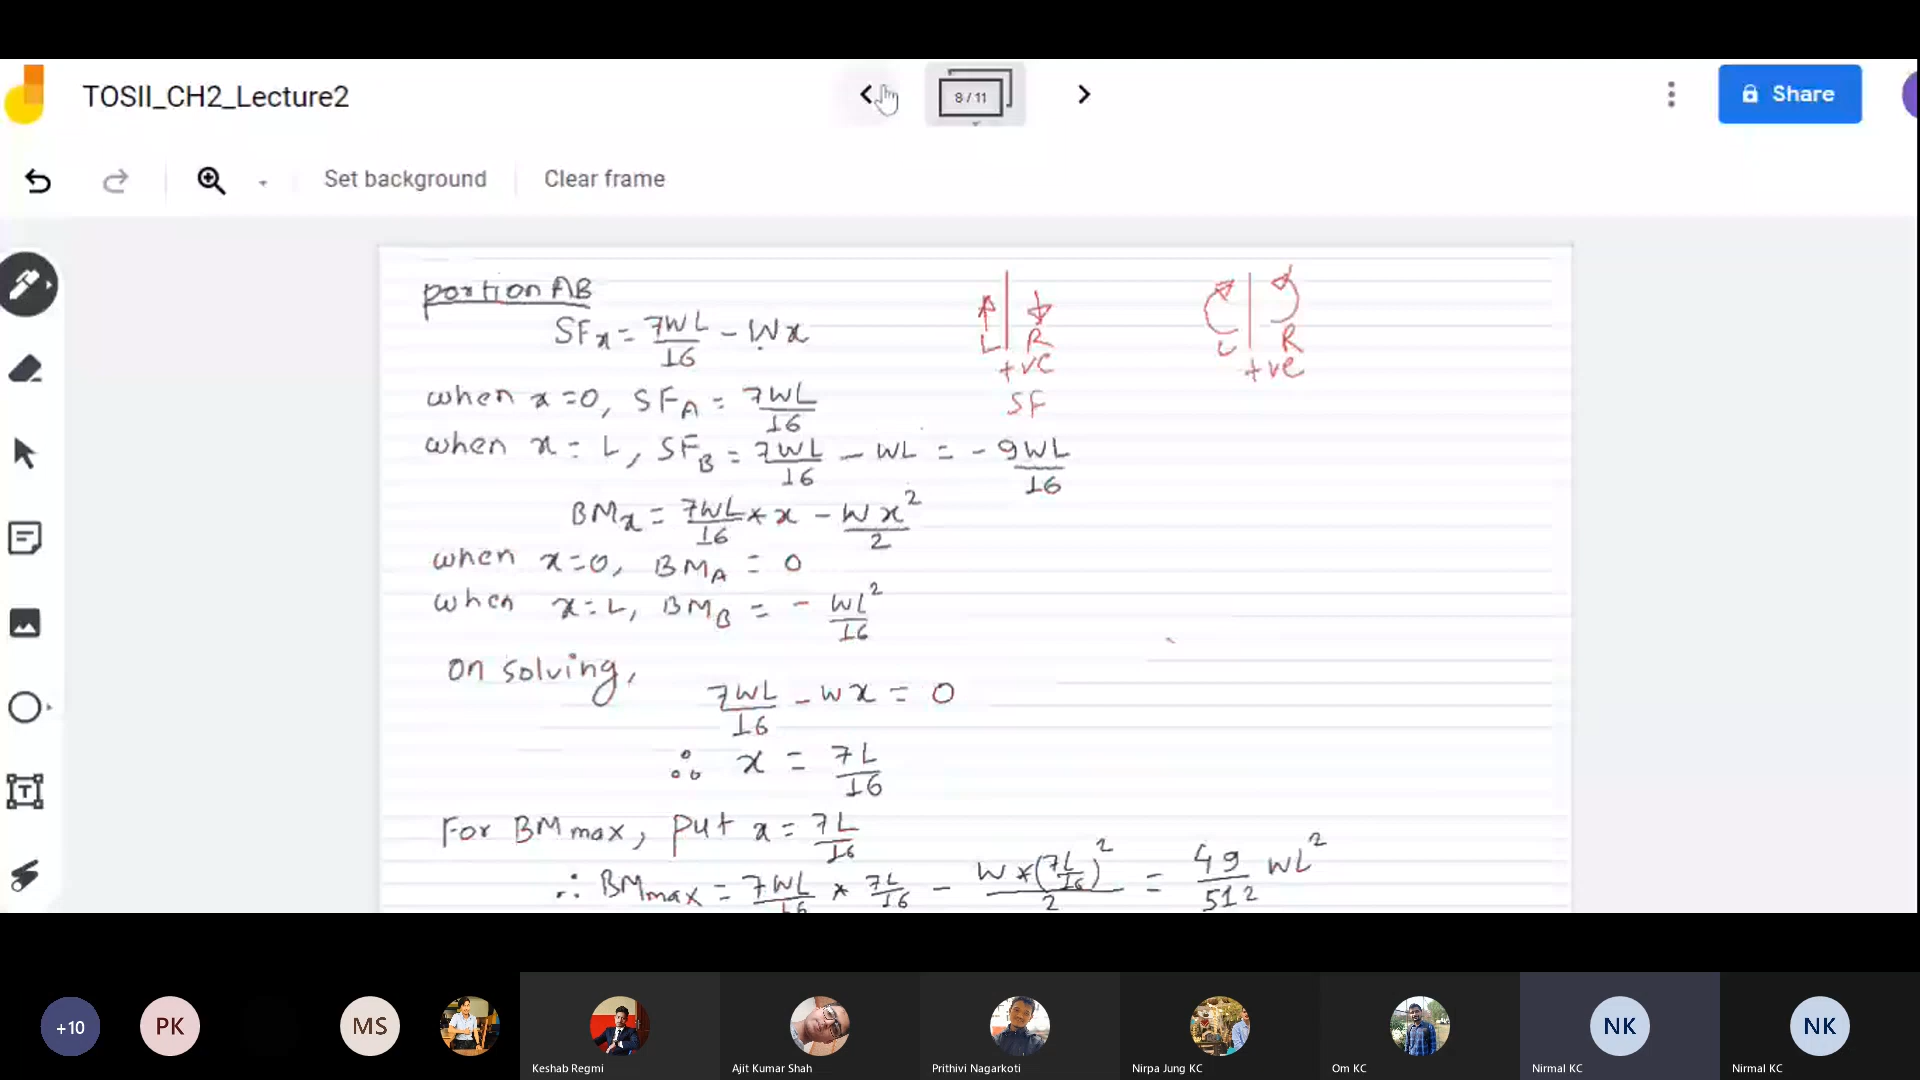 TOSII_CH2_Lecture2
8 / 11
Share
Set background
Clear frame
portion AB
SFx = 7WL/16 - Wx
when x=0, SFA = 7WL/16
when x = L, SFB = 7WL/16 - WL = - 9WL/16
BMx = 7WL/16 * x - Wx²/2
when x=0, BMA = 0
when x=L, BMB = - WL²/16
on solving,
7WL/16 - Wx = 0
∴ x = 7L/16
For BMmax, put x = 7L/16
∴ BMmax = 7WL/16 * 7L/16 - W*(7L/16)²/2 = 49/512 WL²
L R
+ve
SF
L R
+ve
+10
PK
MS
NK
NK
Keshab Regmi
Ajit Kumar Shah
Prithivi Nagarkoti
Nirpa Jung KC
Om KC
Nirmal KC
Nirmal KC